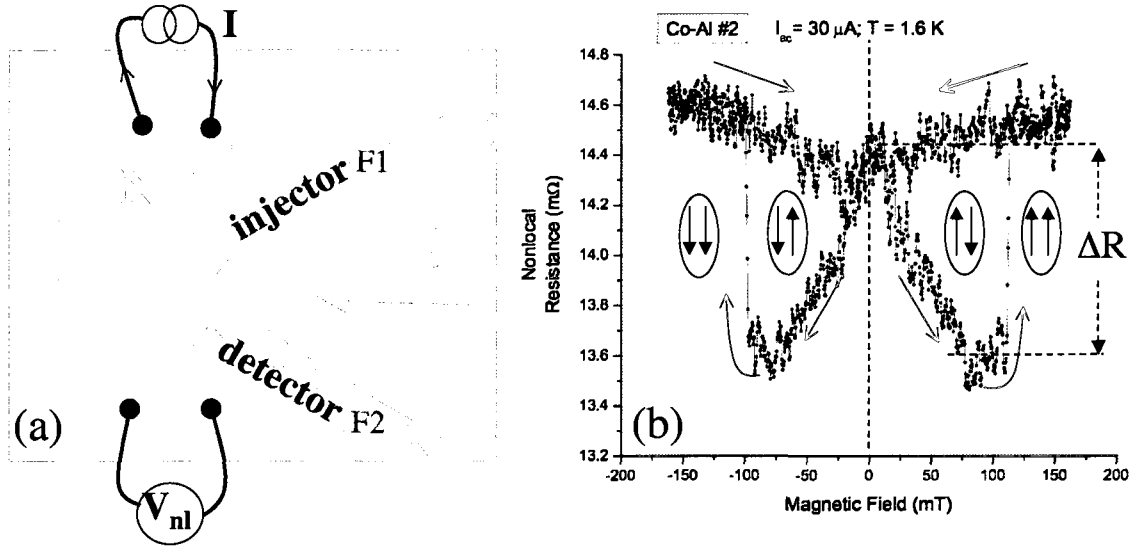 I
injector F1
detector F2
V nl
(a)
Co-Al #2 I ac = 30 μA; T = 1.6 K
Nonlocal
Resistance (mΩ)
14.8
14.6
14.4
14.2
14.0
13.8
13.6
13.4
13.2
ΔR
(b)
-200 -150 -100 -50 0 50 100 150 200
Magnetic Field (mT)